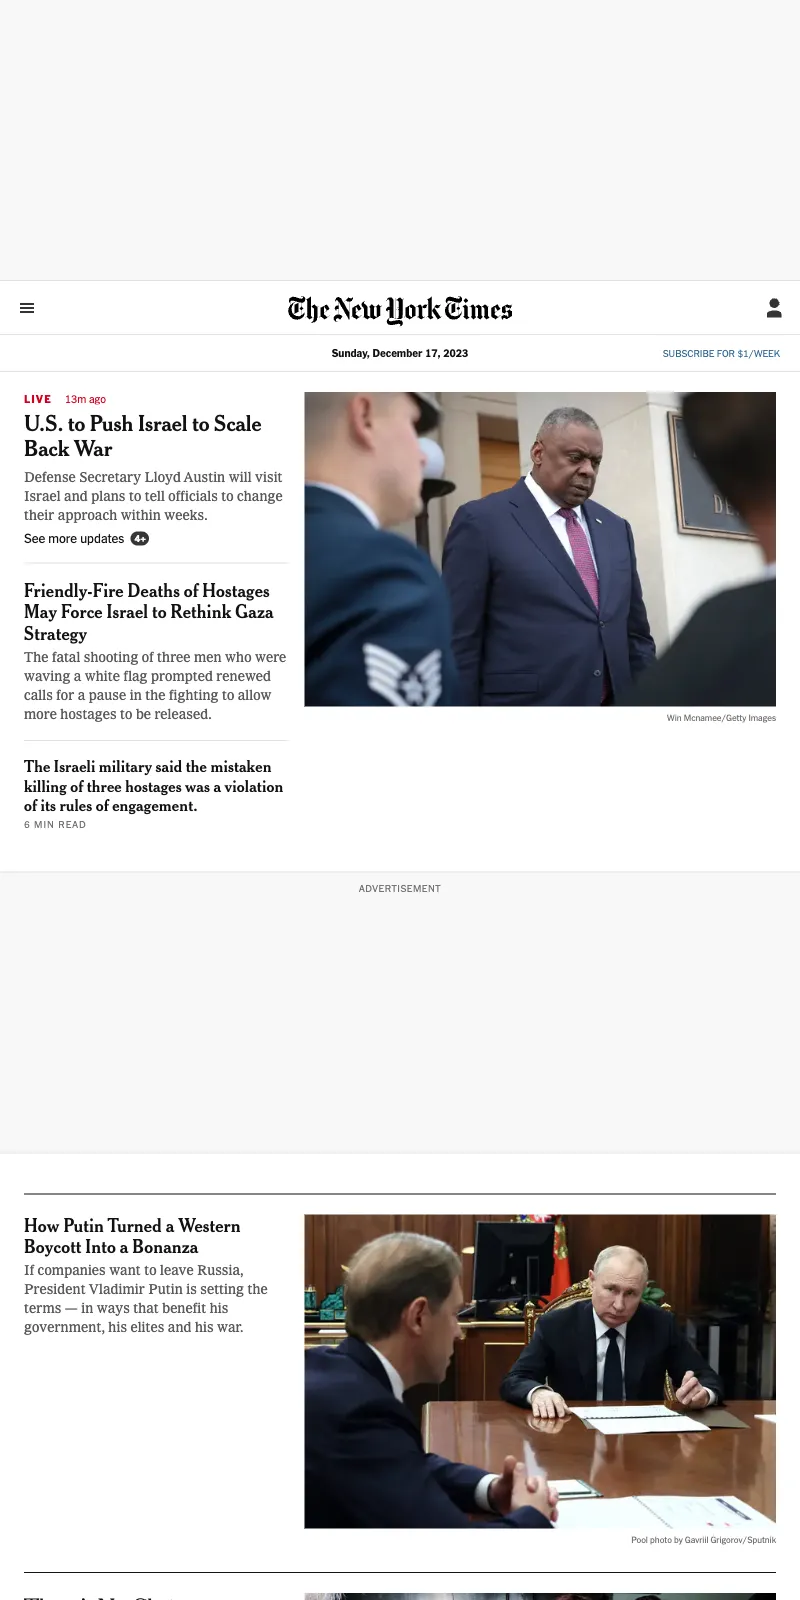 The New York Times
Sunday, December 17, 2023
SUBSCRIBE FOR $1/WEEK
LIVE 13m ago
U.S. to Push Israel to Scale
Back War
Defense Secretary Lloyd Austin will visit
Israel and plans to tell officials to change
their approach within weeks.
See more updates 4+
Friendly-Fire Deaths of Hostages
May Force Israel to Rethink Gaza
Strategy
The fatal shooting of three men who were
waving a white flag prompted renewed
calls for a pause in the fighting to allow
more hostages to be released.
The Israeli military said the mistaken
killing of three hostages was a violation
of its rules of engagement.
6 MIN READ
Win Mcnamee/Getty Images
ADVERTISEMENT
How Putin Turned a Western
Boycott Into a Bonanza
If companies want to leave Russia,
President Vladimir Putin is setting the
terms — in ways that benefit his
government, his elites and his war.
Pool photo by Gavriil Grigorov/Sputnik